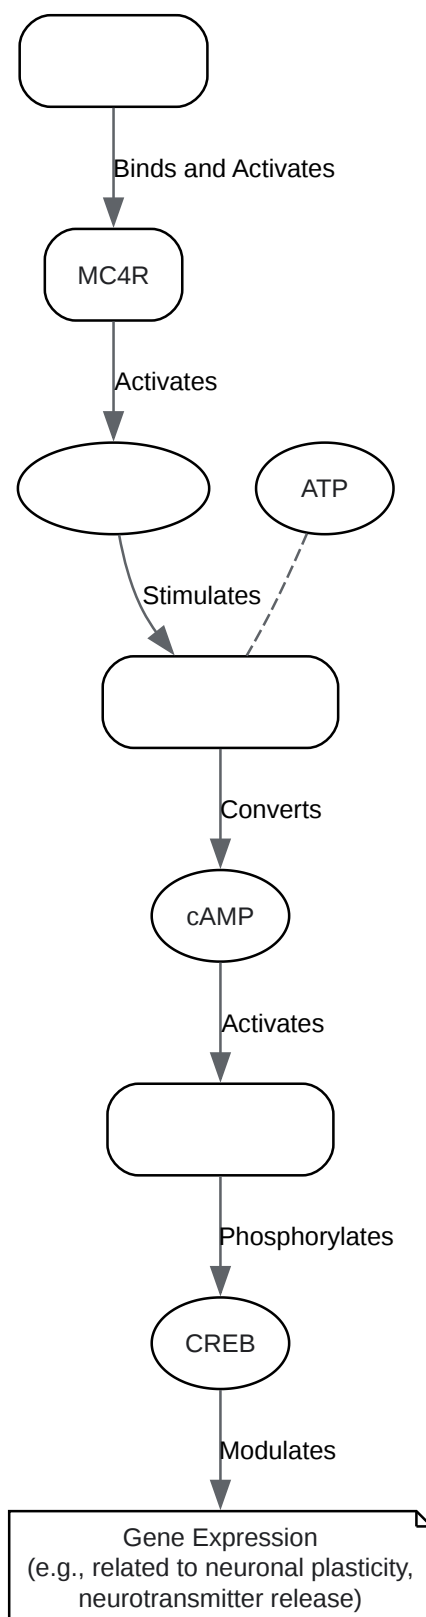 Binds and Activates
MC4R
Activates
ATP
Stimulates
Converts
cAMP
Activates
Phosphorylates
CREB
Modulates
Gene Expression
(e.g., related to neuronal plasticity,
neurotransmitter release)